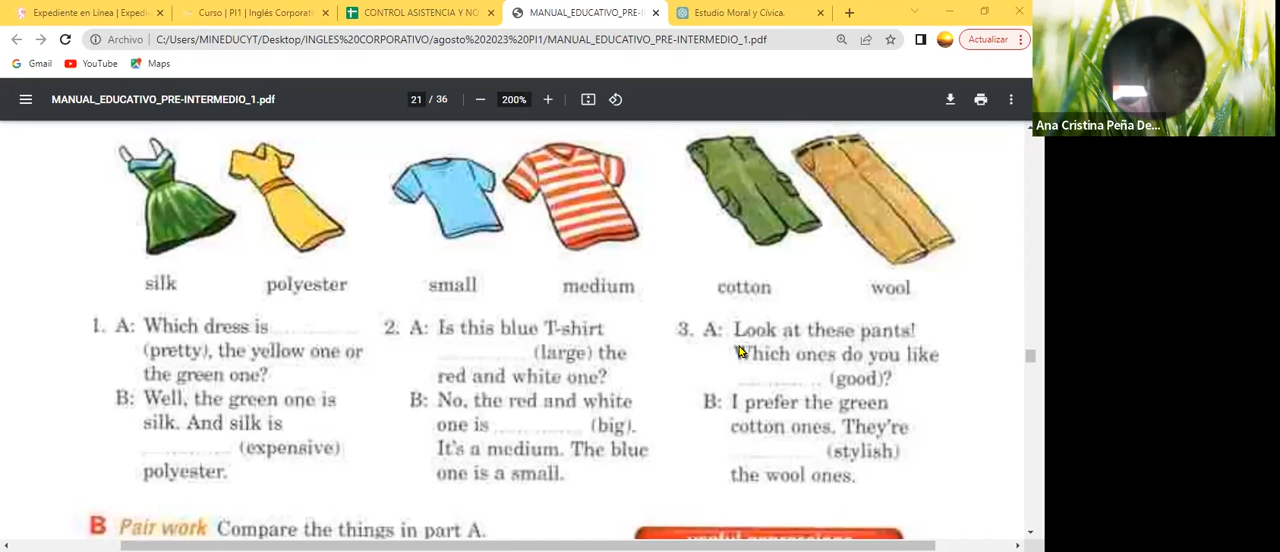 Expediente en Línea | Expedi
Curso | PI1 | Inglés Corporati
CONTROL ASISTENCIA Y NO
MANUAL_EDUCATIVO_PRE-INTER
Estudio Moral y Cívica.
Archivo C:/Users/MINEDUCYT/Desktop/INGLES%20CORPORATIVO/agosto%202023%20PI1/MANUAL_EDUCATIVO_PRE-INTERMEDIO_1.pdf
Actualizar
Gmail YouTube Maps
MANUAL_EDUCATIVO_PRE-INTERMEDIO_1.pdf
21 / 36
200%
Ana Cristina Peña De...
silk polyester small medium cotton wool
1. A: Which dress is
(pretty), the yellow one or
the green one?
B: Well, the green one is
silk. And silk is
(expensive)
polyester.
2. A: Is this blue T-shirt
(large) the
red and white one?
B: No, the red and white
one is (big).
It's a medium. The blue
one is a small.
3. A: Look at these pants!
Which ones do you like
(good)?
B: I prefer the green
cotton ones. They're
(stylish)
the wool ones.
B Pair work Compare the things in part A.
useful expressions